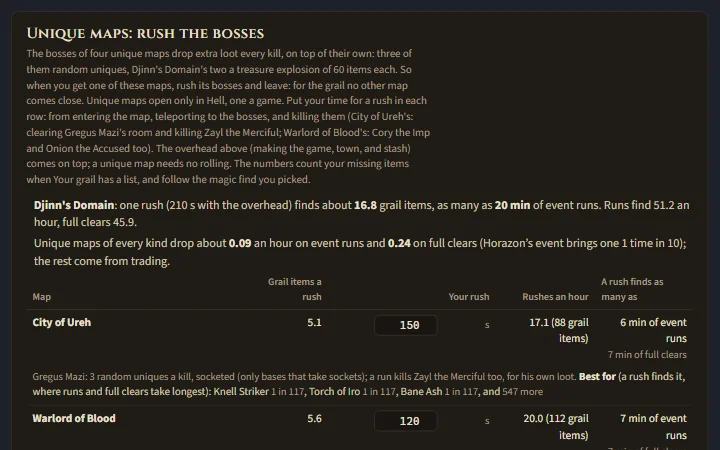 Unique maps: rush the bosses
The bosses of four unique maps drop extra loot every kill, on top of their own: three of
them random uniques, Djinn's Domain's two a treasure explosion of 60 items each. So
when you get one of these maps, rush its bosses and leave: for the grail no other map
comes close. Unique maps open only in Hell, one a game. Put your time for a rush in each
row: from entering the map, teleporting to the bosses, and killing them (City of Ureh's:
clearing Gregus Mazi's room and killing Zayl the Merciful; Warlord of Blood's: Cory the Imp
and Onion the Accused too). The overhead above (making the game, town, and stash)
comes on top; a unique map needs no rolling. The numbers count your missing items
when Your grail has a list, and follow the magic find you picked.
Djinn's Domain: one rush (210 s with the overhead) finds about 16.8 grail items, as many as 20 min of event runs. Runs find 51.2 an
hour, full clears 45.9.
Unique maps of every kind drop about 0.09 an hour on event runs and 0.24 on full clears (Horazon's event brings one 1 time in 10);
the rest come from trading.
Grail items a A rush finds as
Map rush Your rush Rushes an hour many as
City of Ureh 5.1 150 s 17.1 (88 grail 6 min of event
items) runs
7 min of full clears
Gregus Mazi: 3 random uniques a kill, socketed (only bases that take sockets); a run kills Zayl the Merciful too, for his own loot. Best for (a rush finds it,
where runs and full clears take longest): Knell Striker 1 in 117, Torch of Iro 1 in 117, Bane Ash 1 in 117, and 547 more
Warlord of Blood 5.6 120 s 20.0 (112 grail 7 min of event
items) runs